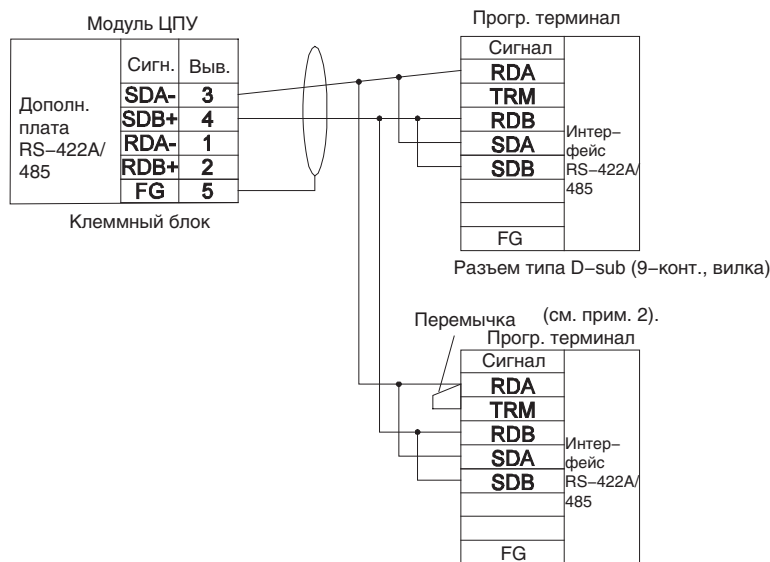 Модуль ЦПУ
Дополн.
плата
RS–422A/
485
Сигн. Выв.
SDA- 3
SDB+ 4
RDA- 1
RDB+ 2
FG 5
Клеммный блок
Прогр. терминал
Сигнал
RDA
TRM
RDB
SDA
SDB
FG
Интер–
фейс
RS–422A/
485
Разъем типа D–sub (9–конт., вилка)
Перемычка
(см. прим. 2).
Прогр. терминал
Сигнал
RDA
TRM
RDB
SDA
SDB
FG
Интер–
фейс
RS–422A/
485